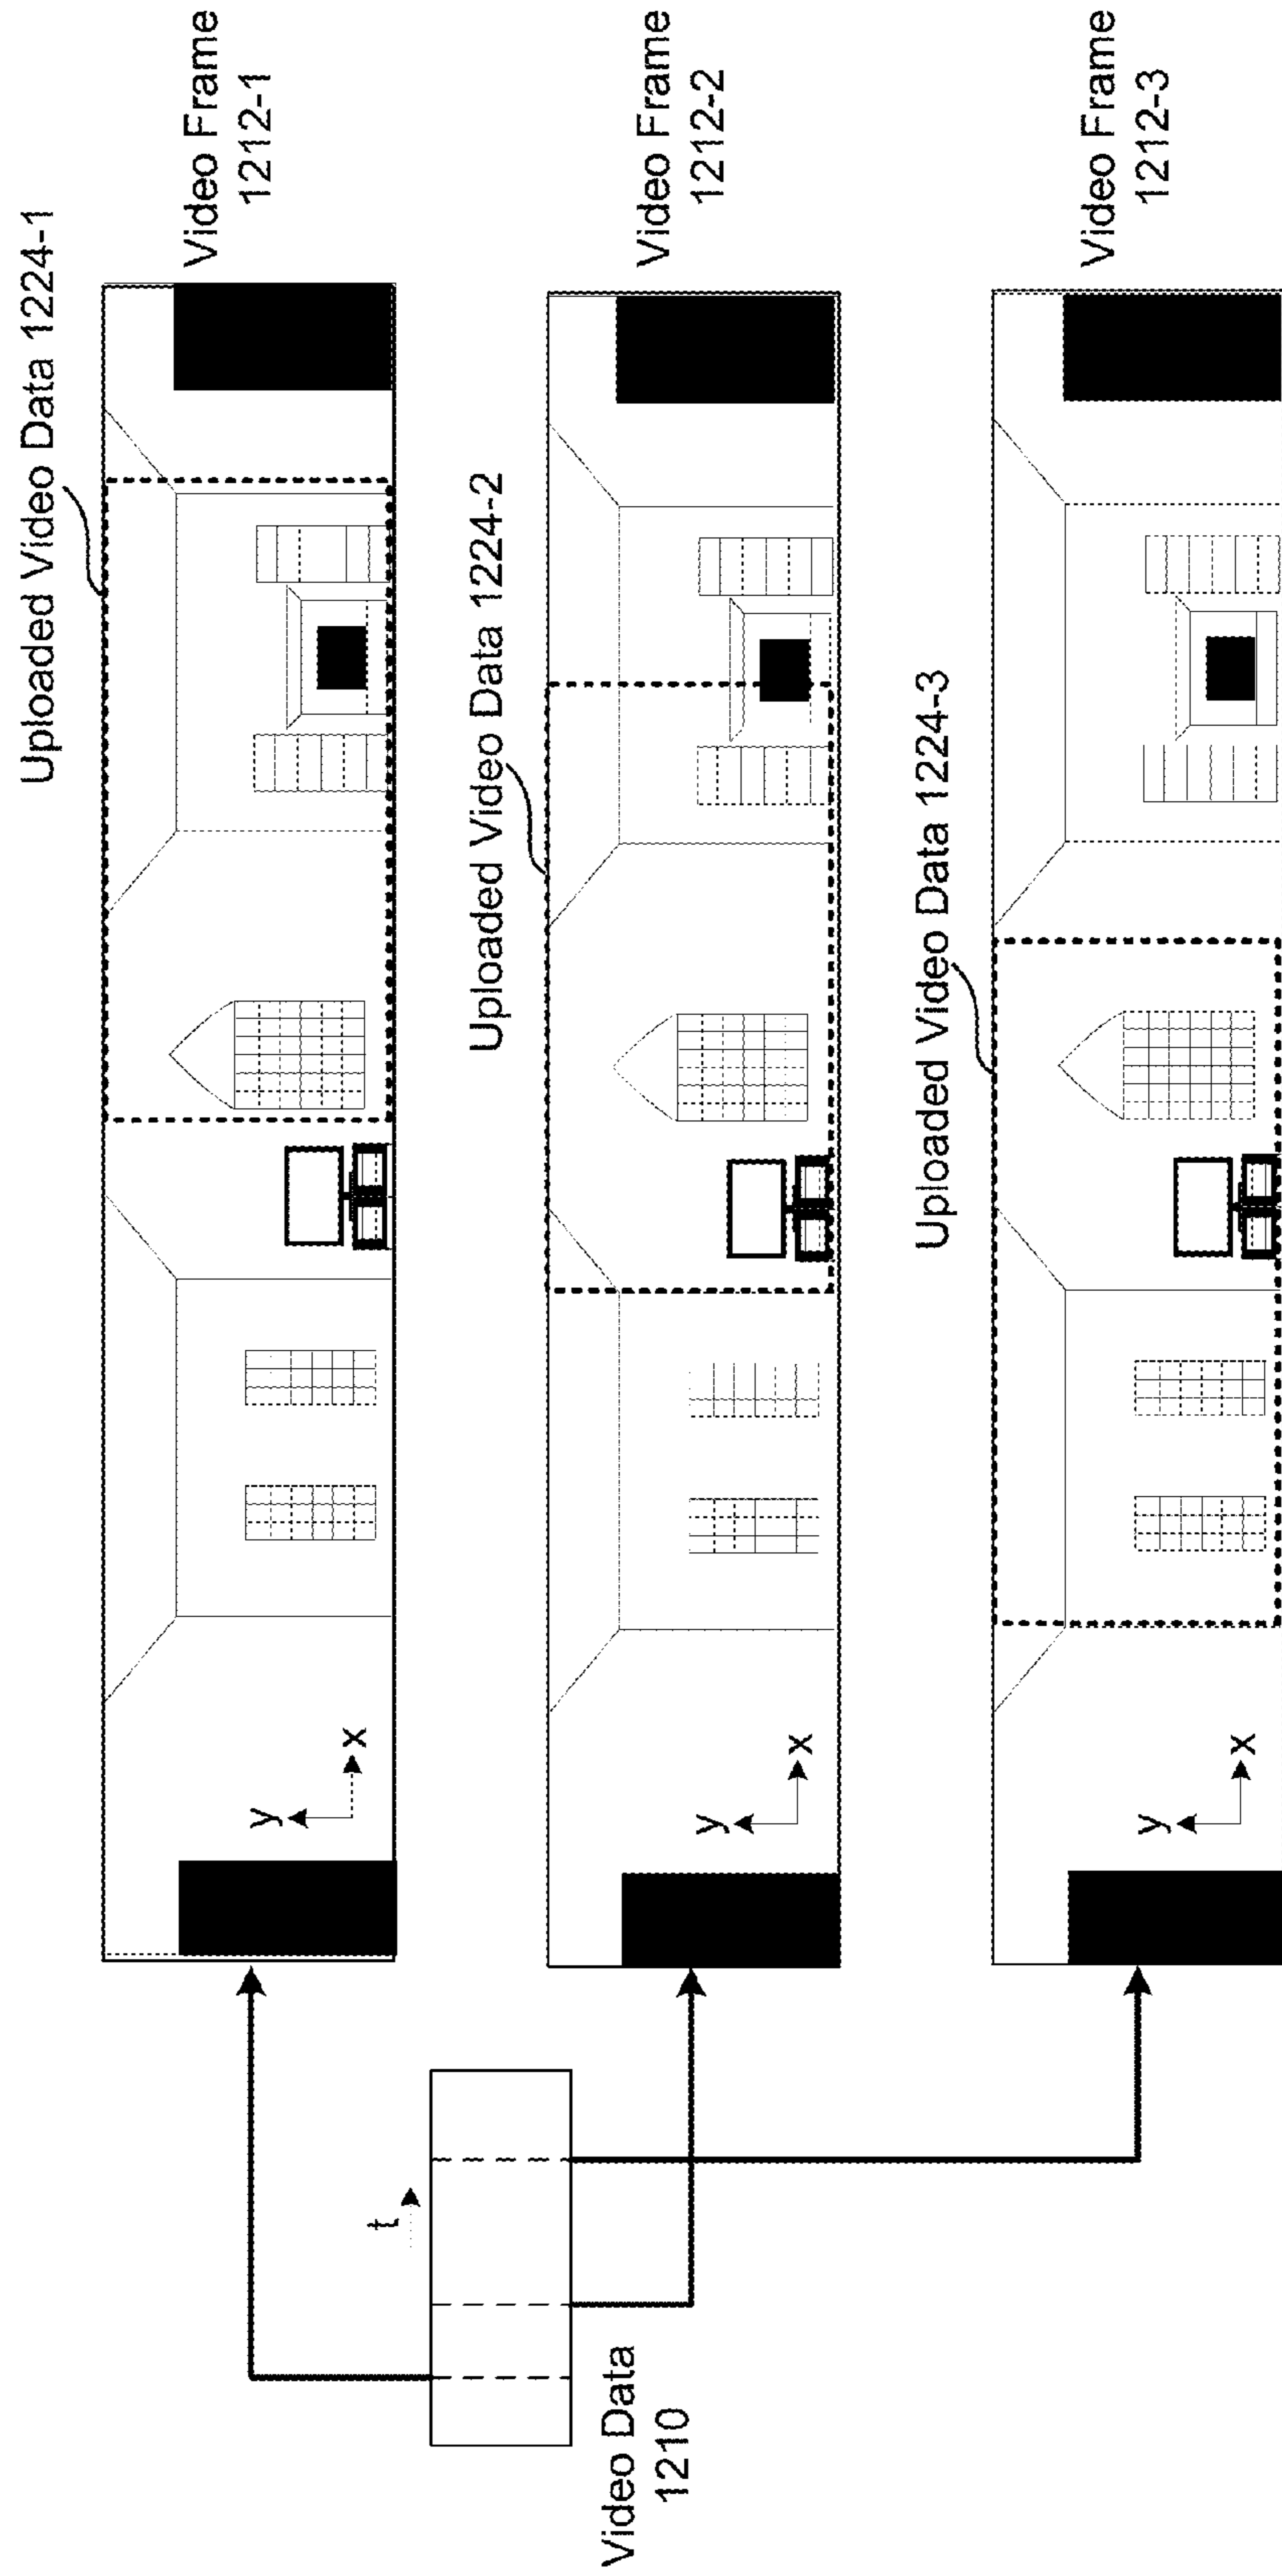 Uploaded Video Data 1224-1
Video Frame
1212-1
y
x
Uploaded Video Data 1224-2
Video Frame
1212-2
y
x
t
Video Data
1210
Uploaded Video Data 1224-3
Video Frame
1212-3
y
x